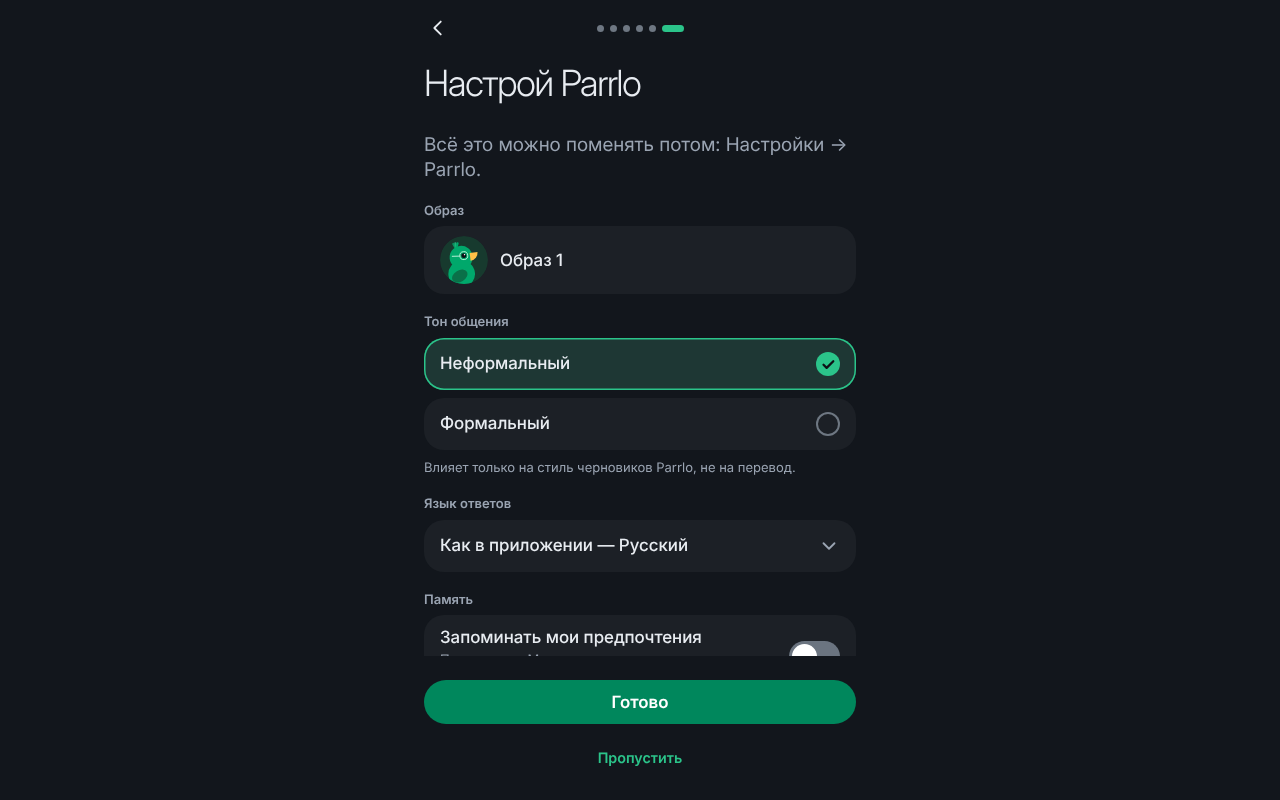 Настрой Parrlo
Всё это можно поменять потом: Настройки →
Parrlo.
Образ
Образ 1
Тон общения
Неформальный
Формальный
Влияет только на стиль черновиков Parrlo, не на перевод.
Язык ответов
Как в приложении — Русский
Память
Запоминать мои предпочтения
Готово
Пропустить